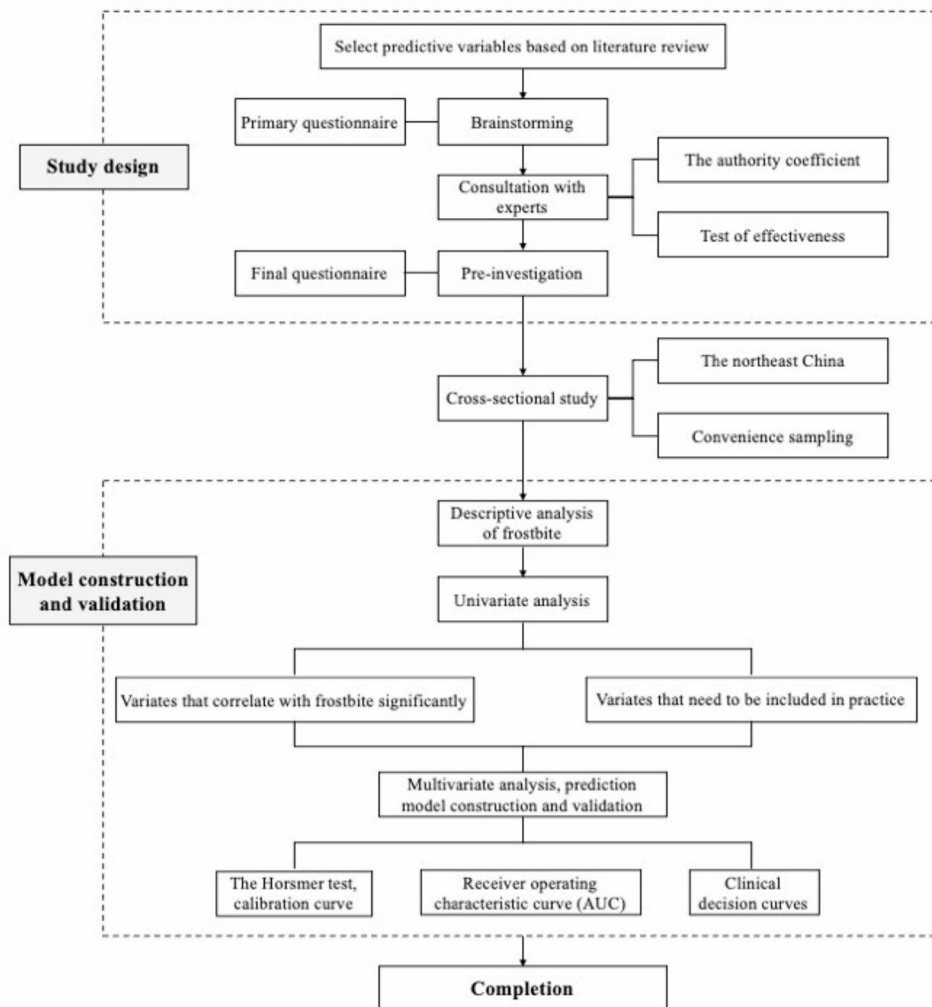 Select predictive variables based on literature review
Primary questionnaire
Brainstorming
Study design
The authority coefficient
Consultation with
experts
Test of effectiveness
Final questionnaire
Pre-investigation
The northeast China
Cross-sectional study
Convenience sampling
Descriptive analysis
of frostbite
Model construction
and validation
Univariate analysis
Variates that correlate with frostbite significantly
Variates that need to be included in practice
Multivariate analysis, prediction
model construction and validation
The Horsmer test,
calibration curve
Receiver operating
characteristic curve (AUC)
Clinical
decision curves
Completion